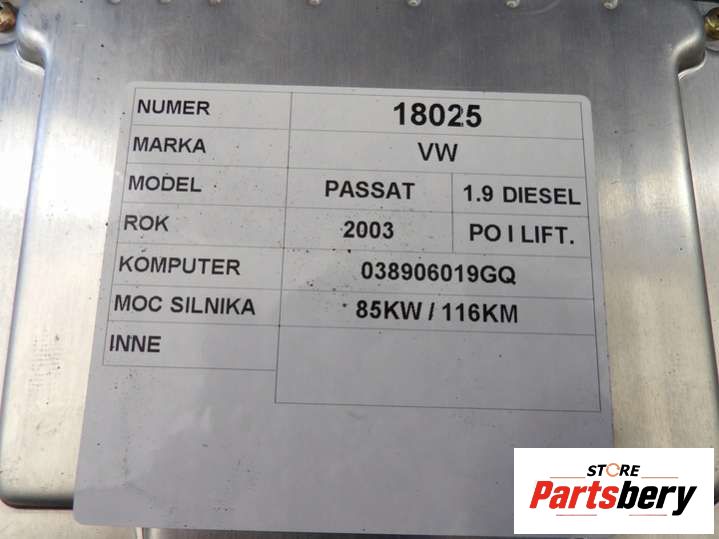 NUMER 18025
MARKA VW
MODEL PASSAT 1.9 DIESEL
ROK 2003 PO I LIFT.
KOMPUTER 038906019GQ
MOC SILNIKA 85KW / 116KM
INNE
STORE
Partsbery